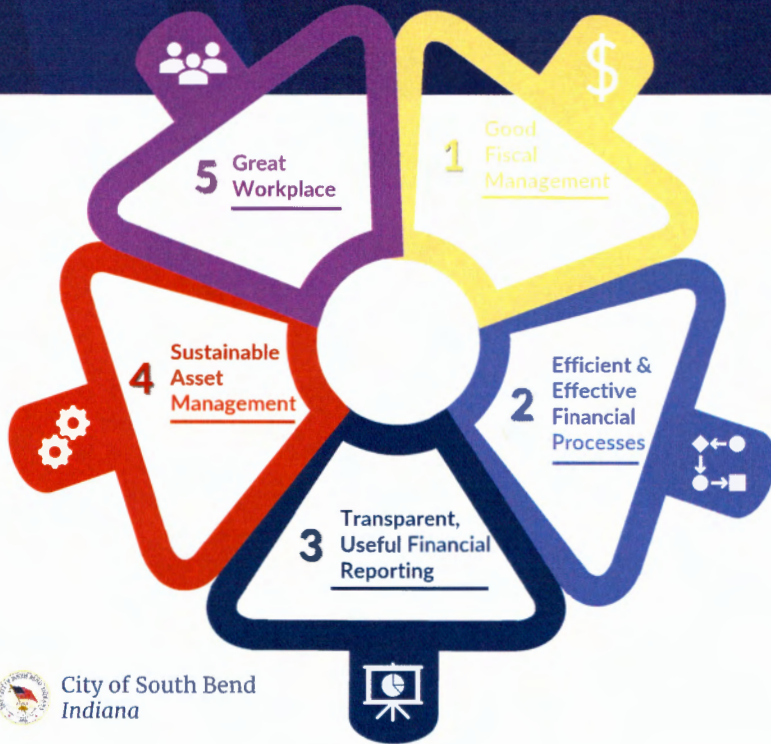 1
Good
Fiscal
Management
2
Efficient &
Effective
Financial
Processes
3
Transparent,
Useful Financial
Reporting
4
Sustainable
Asset
Management
5
Great
Workplace
$
City of South Bend
Indiana